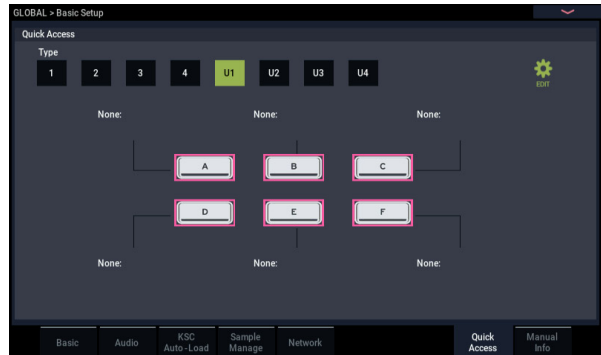 GLOBAL > Basic Setup
Quick Access
Type
1 2 3 4 U1 U2 U3 U4
EDIT
None: None: None:
A B C
D E F
None: None: None:
Basic Audio KSC Auto-Load Sample Manage Network Quick Access Manual Info